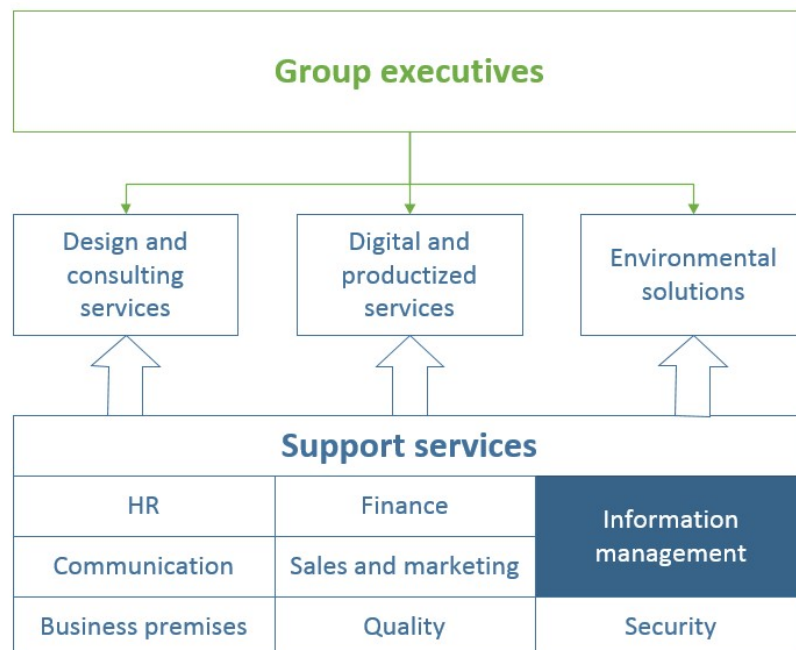 Group executives
Design and
consulting
services
Digital and
productized
services
Environmental
solutions
Support services
HR
Finance
Information
management
Communication
Sales and marketing
Business premises
Quality
Security